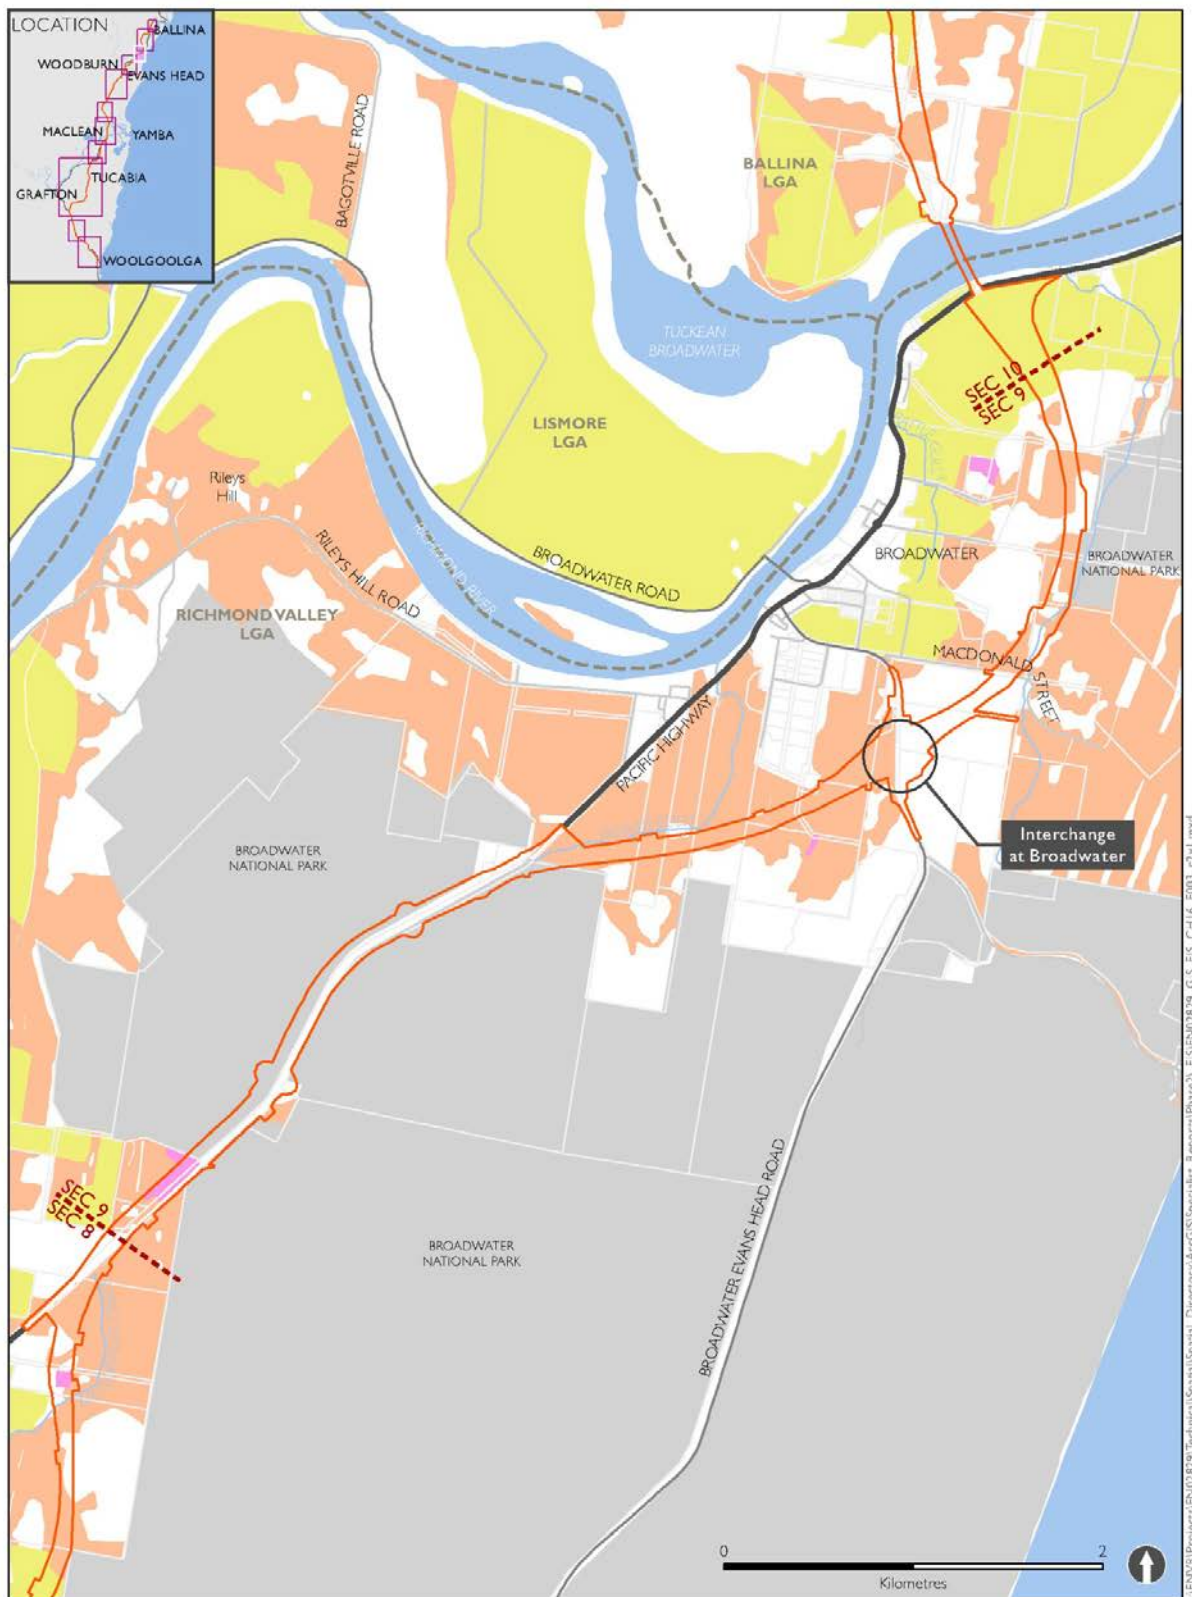 LOCATION
BALLINA
WOODBURN
EVANS HEAD
MACLEAN
YAMBA
TUCABIA
GRAFTON
WOOLGOOLGA
BAGOTVILLE ROAD
BALLINA
LGA
TUCKEAN
BROADWATER
SEC 10
SEC 9
LISMORE
LGA
Rileys
Hill
RILEYS HILL ROAD
RICHMOND RIVER
BROADWATER ROAD
BROADWATER
BROADWATER
NATIONAL PARK
RICHMOND VALLEY
LGA
MACDONALD
STREET
PACIFIC HIGHWAY
Interchange
at Broadwater
BROADWATER
NATIONAL PARK
SEC 9
SEC 8
BROADWATER
NATIONAL PARK
BROADWATER EVANS HEAD ROAD
0
2
Kilometres